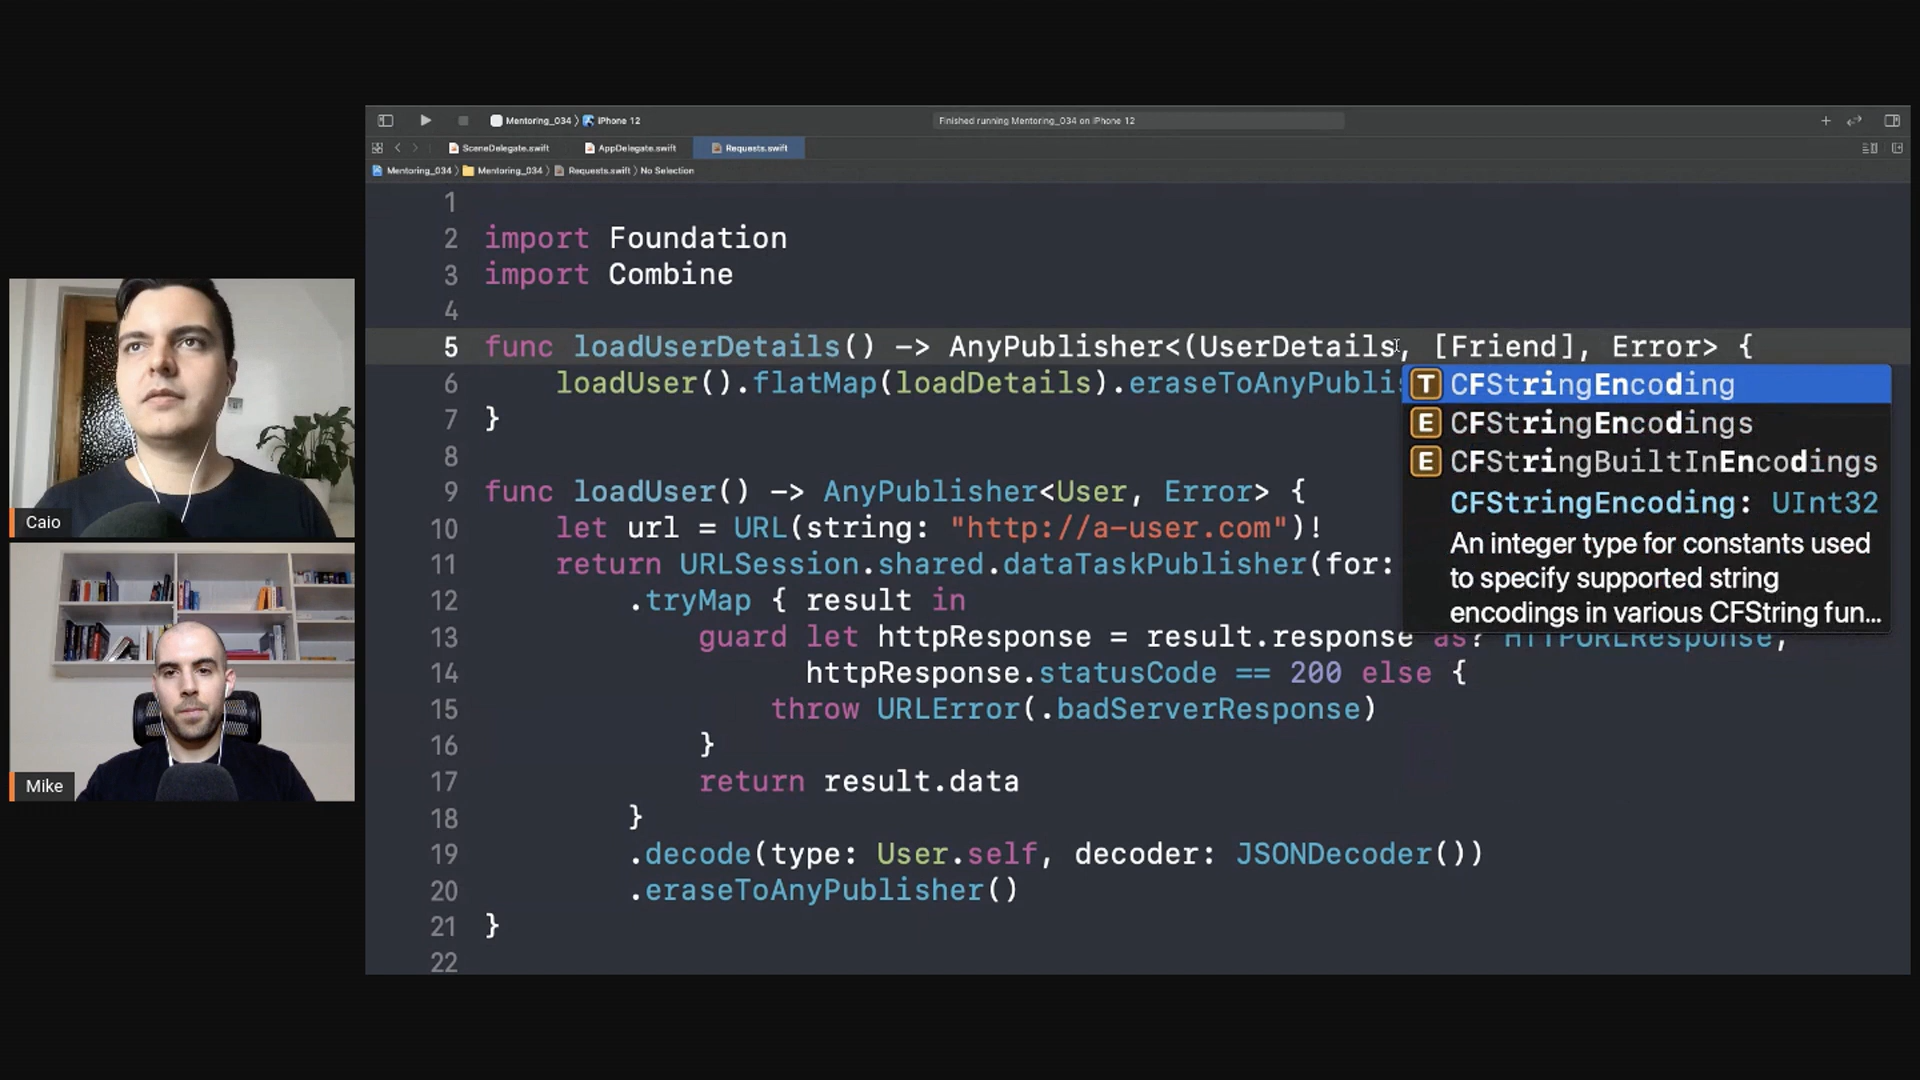 Mentoring_034 〉 iPhone 12
Finished running Mentoring_034 on iPhone 12
SceneDelegate.swift AppDelegate.swift Requests.swift
Mentoring_034 〉 Mentoring_034 〉 Requests.swift 〉 No Selection
1
2 import Foundation
3 import Combine
4
5 func loadUserDetails() -> AnyPublisher<(UserDetails, [Friend], Error> {
6 loadUser().flatMap(loadDetails).eraseToAnyPublis
7 }
8
9 func loadUser() -> AnyPublisher<User, Error> {
10 let url = URL(string: "http://a-user.com")!
11 return URLSession.shared.dataTaskPublisher(for:
12 .tryMap { result in
13 guard let httpResponse = result.response as? HTTPURLResponse,
14 httpResponse.statusCode == 200 else {
15 throw URLError(.badServerResponse)
16 }
17 return result.data
18 }
19 .decode(type: User.self, decoder: JSONDecoder())
20 .eraseToAnyPublisher()
21 }
22
T CFStringEncoding
E CFStringEncodings
E CFStringBuiltInEncodings
CFStringEncoding: UInt32
An integer type for constants used
to specify supported string
encodings in various CFString fun...
Caio
Mike